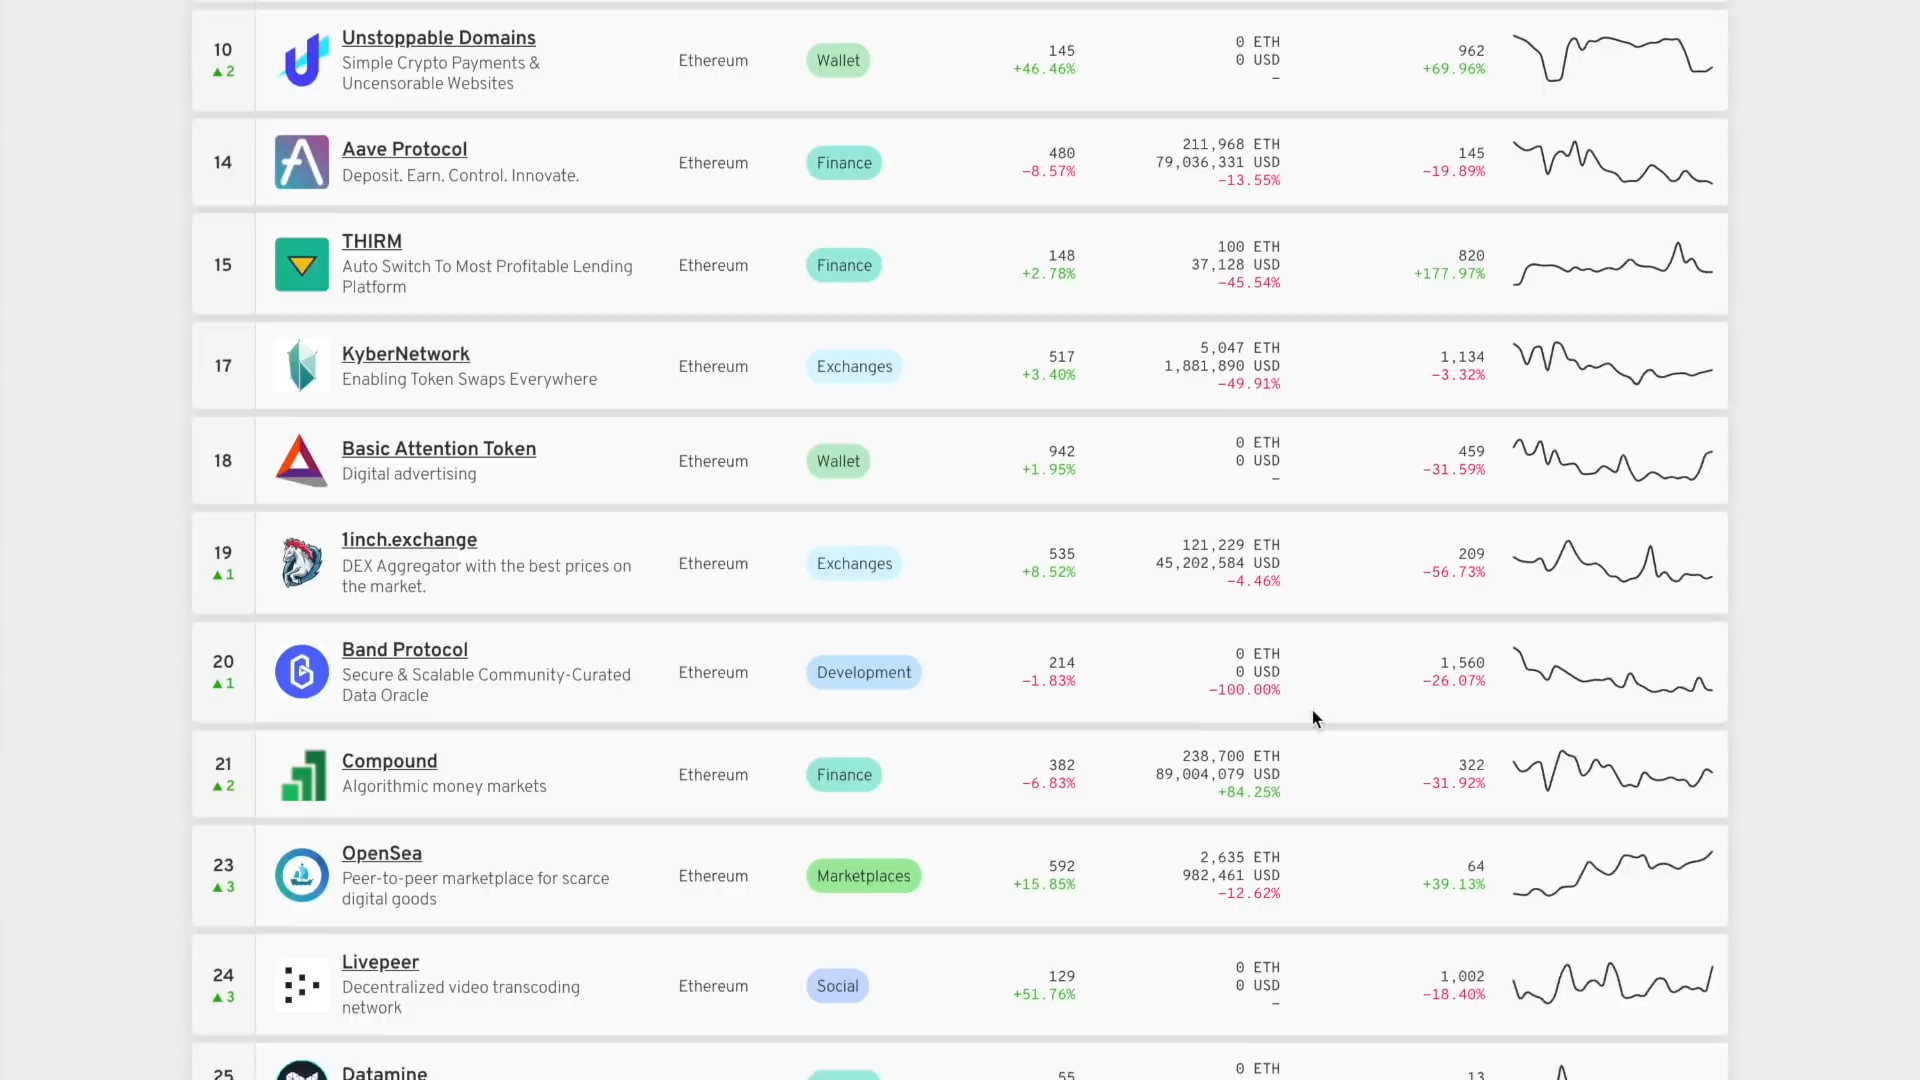 10
▲ 2
Unstoppable Domains
Simple Crypto Payments &
Uncensorable Websites
Ethereum
Wallet
145
+46.46%
0 ETH
0 USD
–
962
+69.96%
14
Aave Protocol
Deposit. Earn. Control. Innovate.
Ethereum
Finance
480
-8.57%
211,968 ETH
79,036,331 USD
-13.55%
145
-19.89%
15
THIRM
Auto Switch To Most Profitable Lending
Platform
Ethereum
Finance
148
+2.78%
100 ETH
37,128 USD
-45.54%
820
+177.97%
17
KyberNetwork
Enabling Token Swaps Everywhere
Ethereum
Exchanges
517
+3.40%
5,047 ETH
1,881,890 USD
-49.91%
1,134
-3.32%
18
Basic Attention Token
Digital advertising
Ethereum
Wallet
942
+1.95%
0 ETH
0 USD
–
459
-31.59%
19
▲ 1
1inch.exchange
DEX Aggregator with the best prices on
the market.
Ethereum
Exchanges
535
+8.52%
121,229 ETH
45,202,584 USD
-4.46%
209
-56.73%
20
▲ 1
Band Protocol
Secure & Scalable Community-Curated
Data Oracle
Ethereum
Development
214
-1.83%
0 ETH
0 USD
-100.00%
1,560
-26.07%
21
▲ 2
Compound
Algorithmic money markets
Ethereum
Finance
382
-6.83%
238,700 ETH
89,004,079 USD
+84.25%
322
-31.92%
23
▲ 3
OpenSea
Peer-to-peer marketplace for scarce
digital goods
Ethereum
Marketplaces
592
+15.85%
2,635 ETH
982,461 USD
-12.62%
64
+39.13%
24
▲ 3
Livepeer
Decentralized video transcoding
network
Ethereum
Social
129
+51.76%
0 ETH
0 USD
–
1,002
-18.40%
25
Datamine
55
0 ETH
13